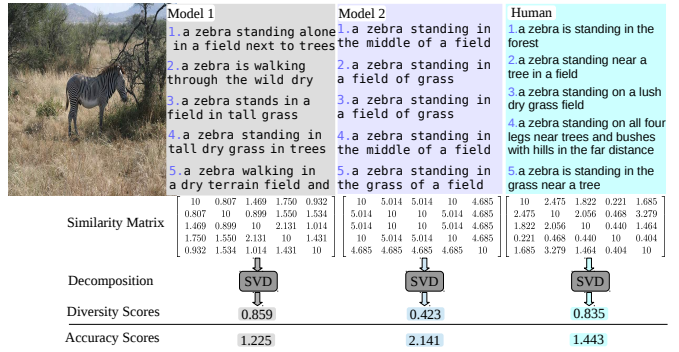 Model 1
1.a zebra standing alone
in a field next to trees
2.a zebra is walking
through the wild dry
3.a zebra stands in a
field in tall grass
4.a zebra standing in
tall dry grass in trees
5.a zebra walking in
a dry terrain field and
Model 2
1.a zebra standing in
the middle of a field
2.a zebra standing in
a field of grass
3.a zebra standing in
a field of grass
4.a zebra standing in
the middle of a field
5.a zebra standing in
the grass of a field
Human
1.a zebra is standing in the
forest
2.a zebra standing near a
tree in a field
3.a zebra standing on a lush
dry grass field
4.a zebra standing on all four
legs near trees and bushes
with hills in the far distance
5.a zebra is standing in the
grass near a tree
Similarity Matrix
10 0.807 1.469 1.750 0.932
0.807 10 0.899 1.550 1.534
1.469 0.899 10 2.131 1.014
1.750 1.550 2.131 10 1.431
0.932 1.534 1.014 1.431 10
10 5.014 5.014 10 4.685
5.014 10 10 5.014 4.685
5.014 10 10 5.014 4.685
10 5.014 5.014 10 4.685
4.685 4.685 4.685 4.685 10
10 2.475 1.822 0.221 1.685
2.475 10 2.056 0.468 3.279
1.822 2.056 10 0.440 1.464
0.221 0.468 0.440 10 0.404
1.685 3.279 1.464 0.404 10
Decomposition SVD SVD SVD
Diversity Scores 0.859 0.423 0.835
Accuracy Scores 1.225 2.141 1.443